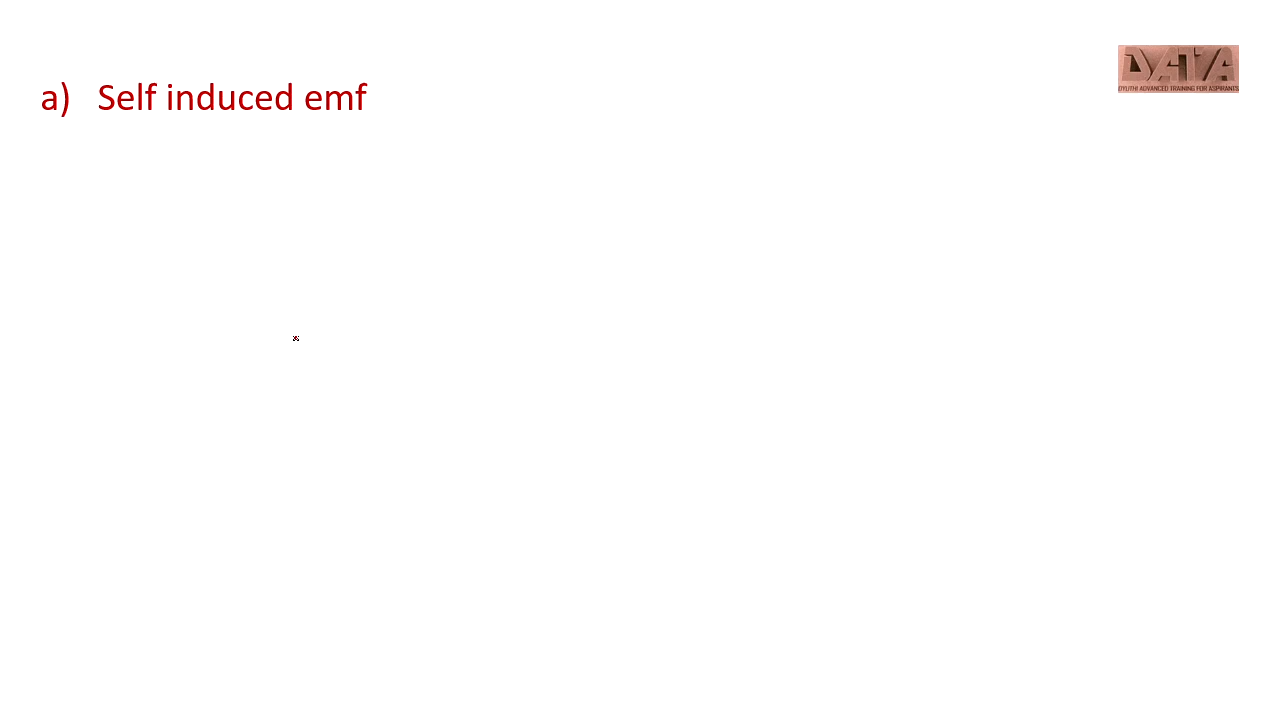 a) Self induced emf
DATA
DYUTHI ADVANCED TRAINING FOR ASPIRANTS